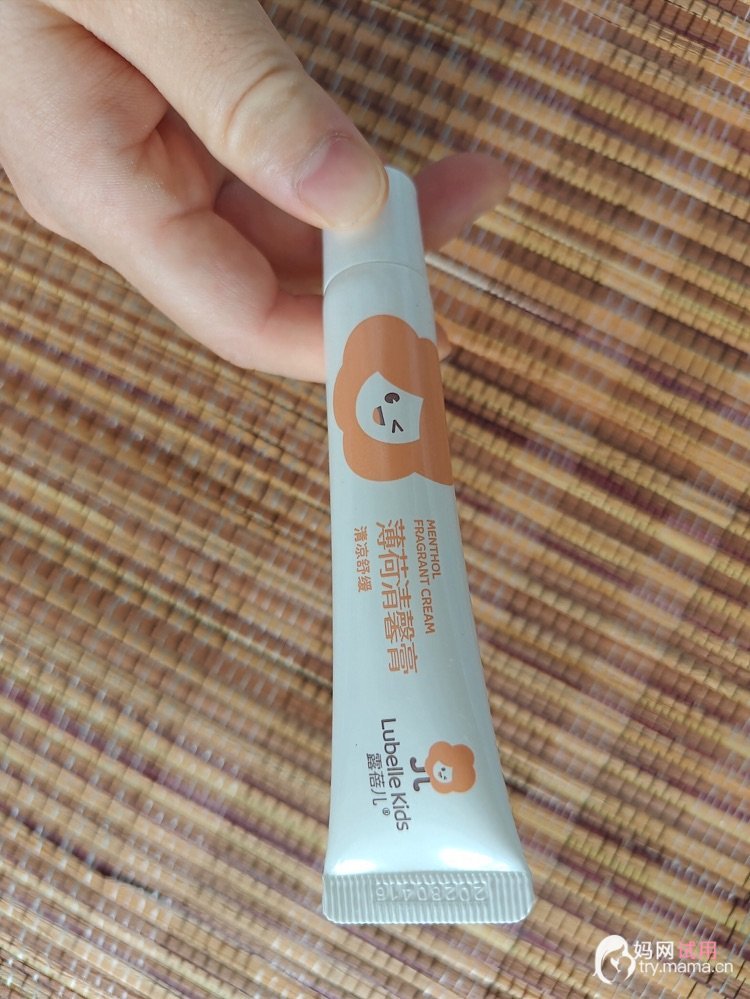 MENTHOL
FRAGRANT CREAM
薄荷清馨膏
清凉舒缓
Lubelle Kids
露蓓儿®
20280416
妈网试用
try.mama.cn